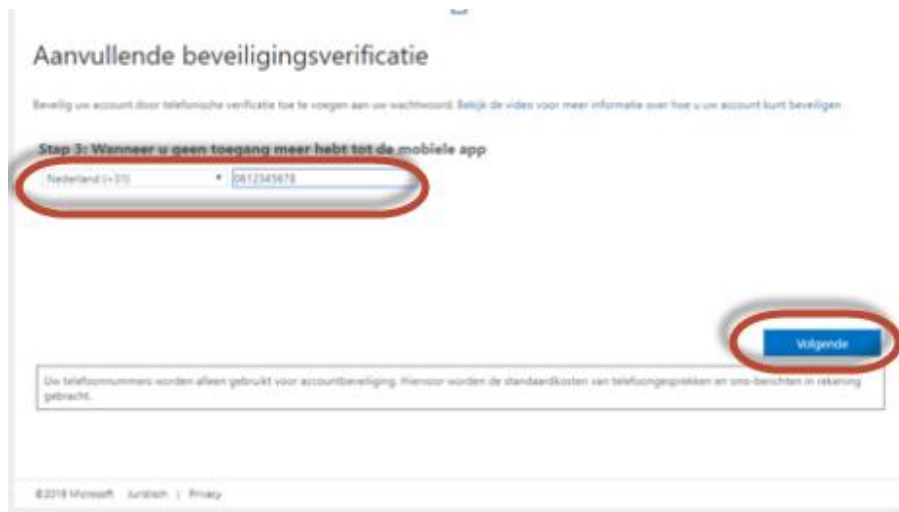 Aanvullende beveiligingsverificatie
Beveilig uw account door telefonische verificatie toe te voegen aan uw wachtwoord. Bekijk de video voor meer informatie over hoe u uw account kunt beveiligen
Stap 3: Wanneer u geen toegang meer hebt tot de mobiele app
Nederland (+31) 0612345678
Volgende
Uw telefoonnummers worden alleen gebruikt voor accountbeveiliging. Hiervoor worden de standaardkosten van telefoongesprekken en sms-berichten in rekening
gebracht.
©2018 Microsoft Juridisch | Privacy